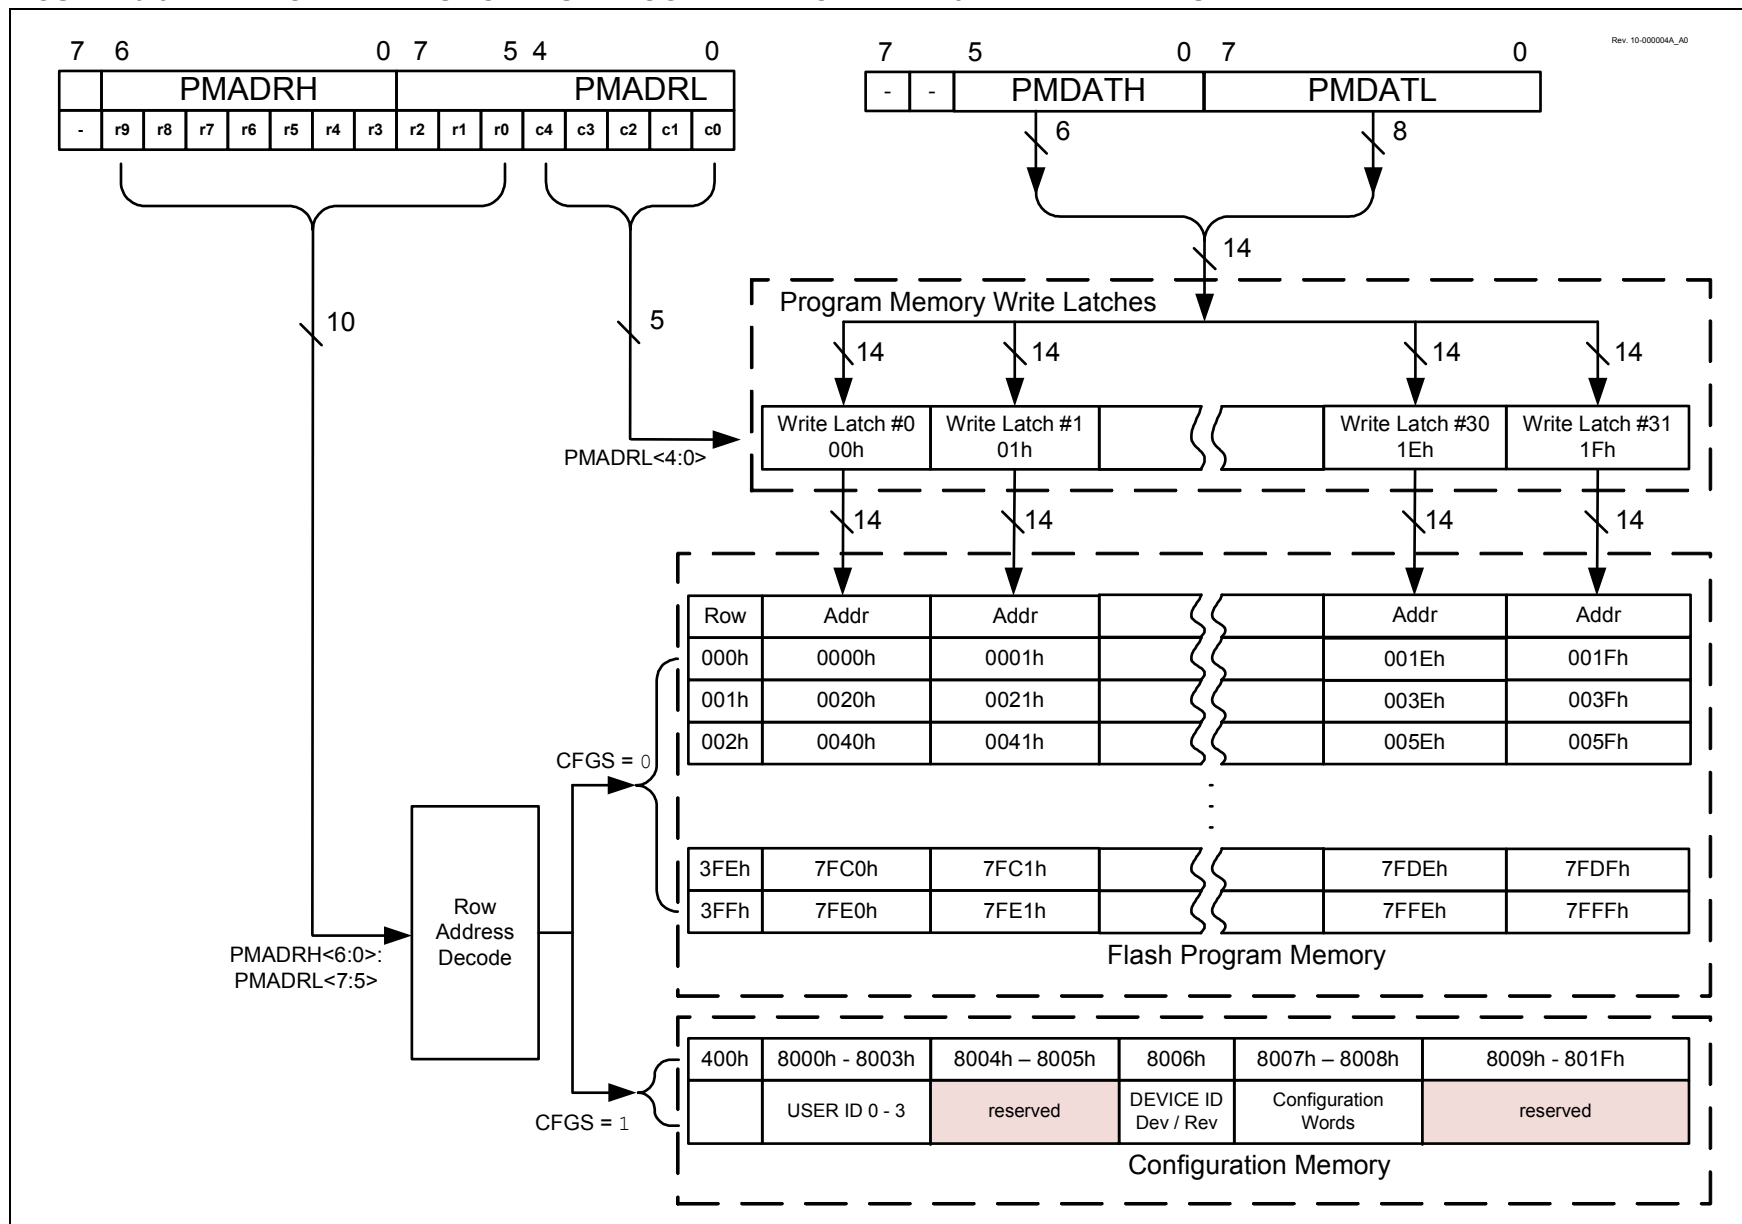 7 6 0 7 5 4 0
7 5 0 7 0
Rev. 10-000004A_A0
PMADRH PMADRL
- r9 r8 r7 r6 r5 r4 r3 r2 r1 r0 c4 c3 c2 c1 c0
- - PMDATH PMDATL
6 8
14
Program Memory Write Latches
10
5
14 14 14 14
Write Latch #0 Write Latch #1 Write Latch #30 Write Latch #31
00h 01h 1Eh 1Fh
PMADRL<4:0>
14 14 14 14
Row Addr Addr Addr Addr
000h 0000h 0001h 001Eh 001Fh
001h 0020h 0021h 003Eh 003Fh
002h 0040h 0041h 005Eh 005Fh
CFGS = 0
3FEh 7FC0h 7FC1h 7FDEh 7FDFh
3FFh 7FE0h 7FE1h 7FFEh 7FFFh
Row
Address
Decode
PMADRH<6:0>:
PMADRL<7:5>
Flash Program Memory
400h 8000h - 8003h 8004h – 8005h 8006h 8007h – 8008h 8009h - 801Fh
USER ID 0 - 3 reserved DEVICE ID Configuration reserved
Dev / Rev Words
CFGS = 1
Configuration Memory